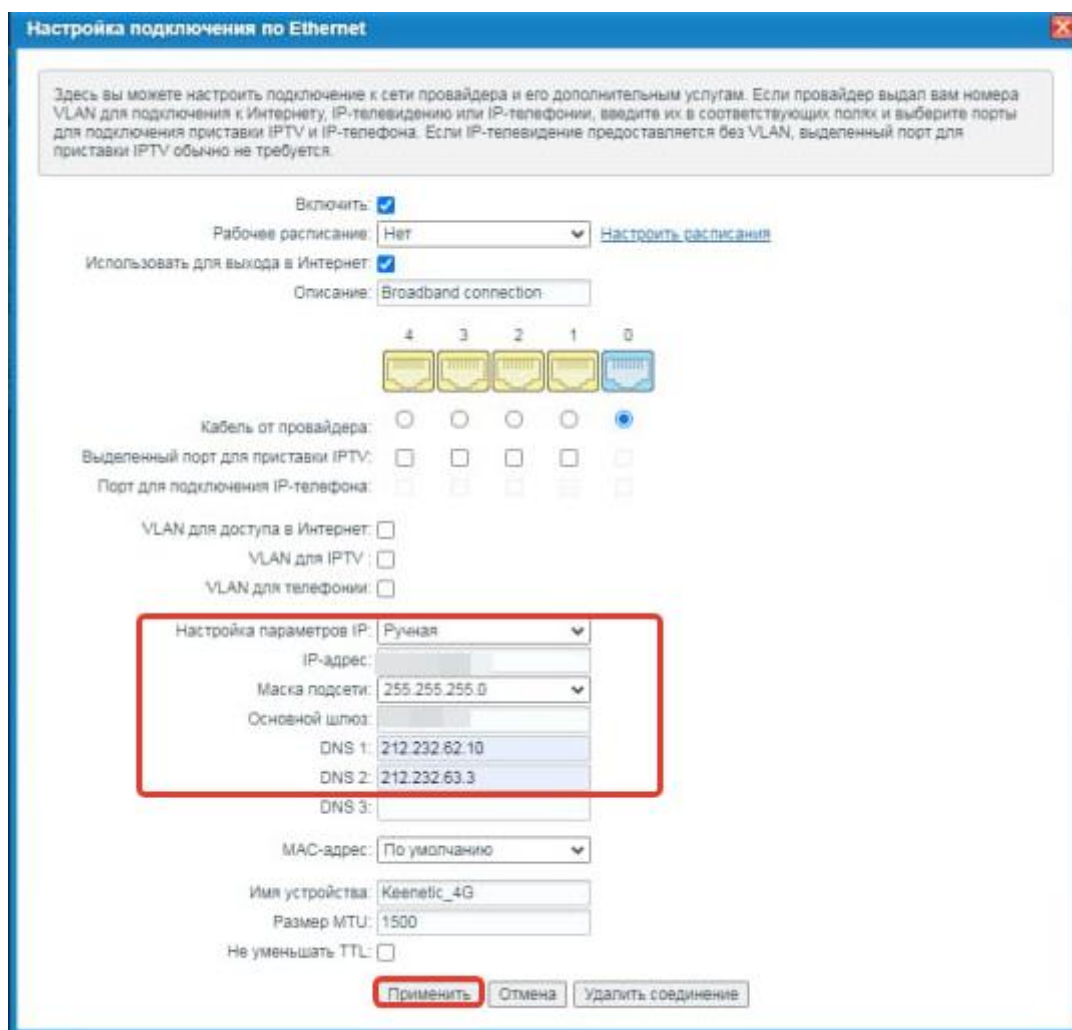 Настройка подключения по Ethernet
Здесь вы можете настроить подключение к сети провайдера и его дополнительным услугам. Если провайдер выдал вам номера
VLAN для подключения к Интернету, IP-телевидению или IP-телефонии, введите их в соответствующих полях и выберите порты
для подключения приставки IPTV и IP-телефона. Если IP-телевидение предоставляется без VLAN, выделенный порт для
приставки IPTV обычно не требуется.
Включить:
Рабочее расписание: Нет Настроить расписания
Использовать для выхода в Интернет:
Описание: Broadband connection
4 3 2 1 0
Кабель от провайдера:
Выделенный порт для приставки IPTV:
Порт для подключения IP-телефона:
VLAN для доступа в Интернет:
VLAN для IPTV :
VLAN для телефонии:
Настройка параметров IP: Ручная
IP-адрес:
Маска подсети: 255.255.255.0
Основной шлюз:
DNS 1: 212.232.62.10
DNS 2: 212.232.63.3
DNS 3:
MAC-адрес: По умолчанию
Имя устройства: Keenetic_4G
Размер MTU: 1500
Не уменьшать TTL:
Применить Отмена Удалить соединение